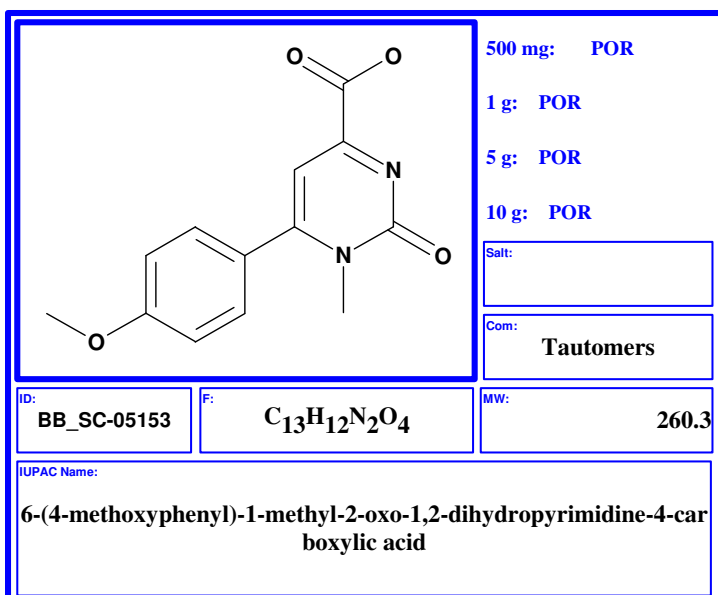 500 mg: POR
1 g: POR
5 g: POR
10 g: POR
O O
N
N O
O
Salt:
Com:
Tautomers
ID:
BB_SC-05153
F:
C13H12N2O4
MW:
260.3
IUPAC Name:
6-(4-methoxyphenyl)-1-methyl-2-oxo-1,2-dihydropyrimidine-4-car
boxylic acid